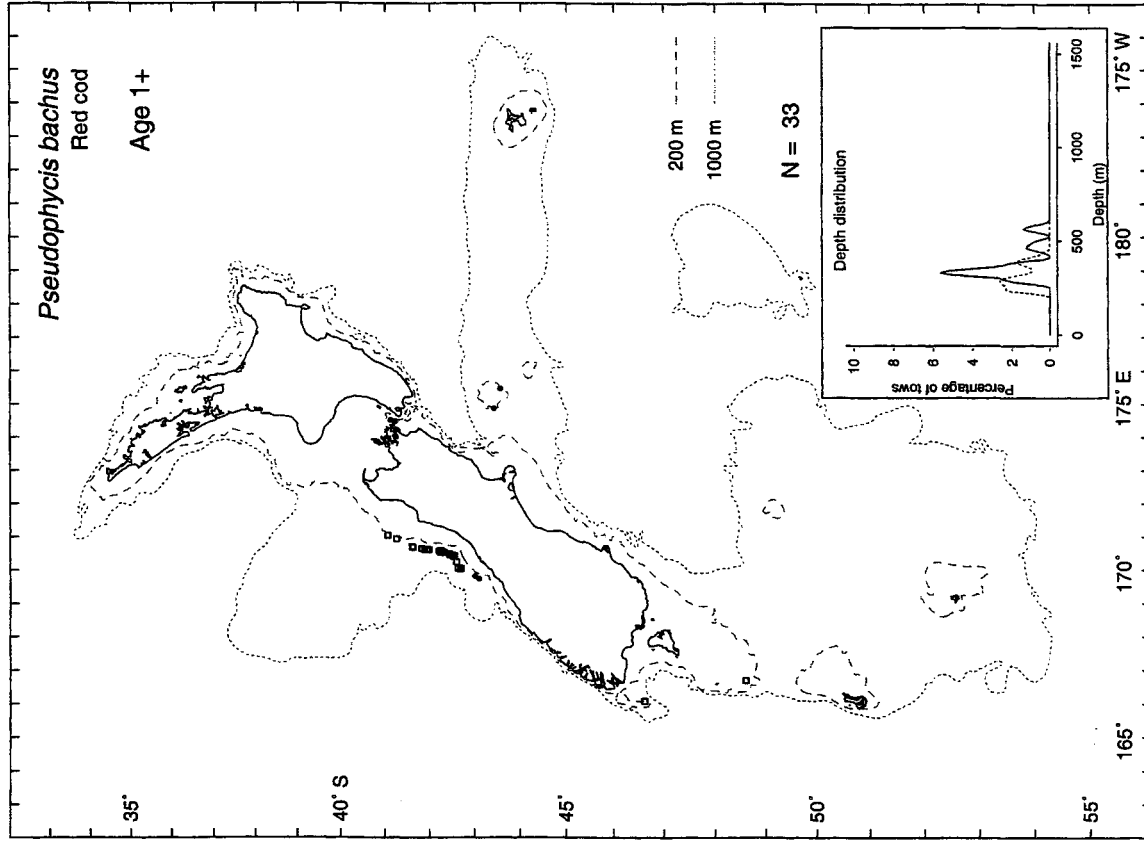 Pseudophycis bachus
Red cod
Age 1+
35°
40° S
45°
50°
55°
165°
170°
175° E
180°
175° W
200 m
1000 m
N = 33
Depth distribution
Percentage of tows
10
8
6
4
2
0
0
500
1000
1500
Depth (m)